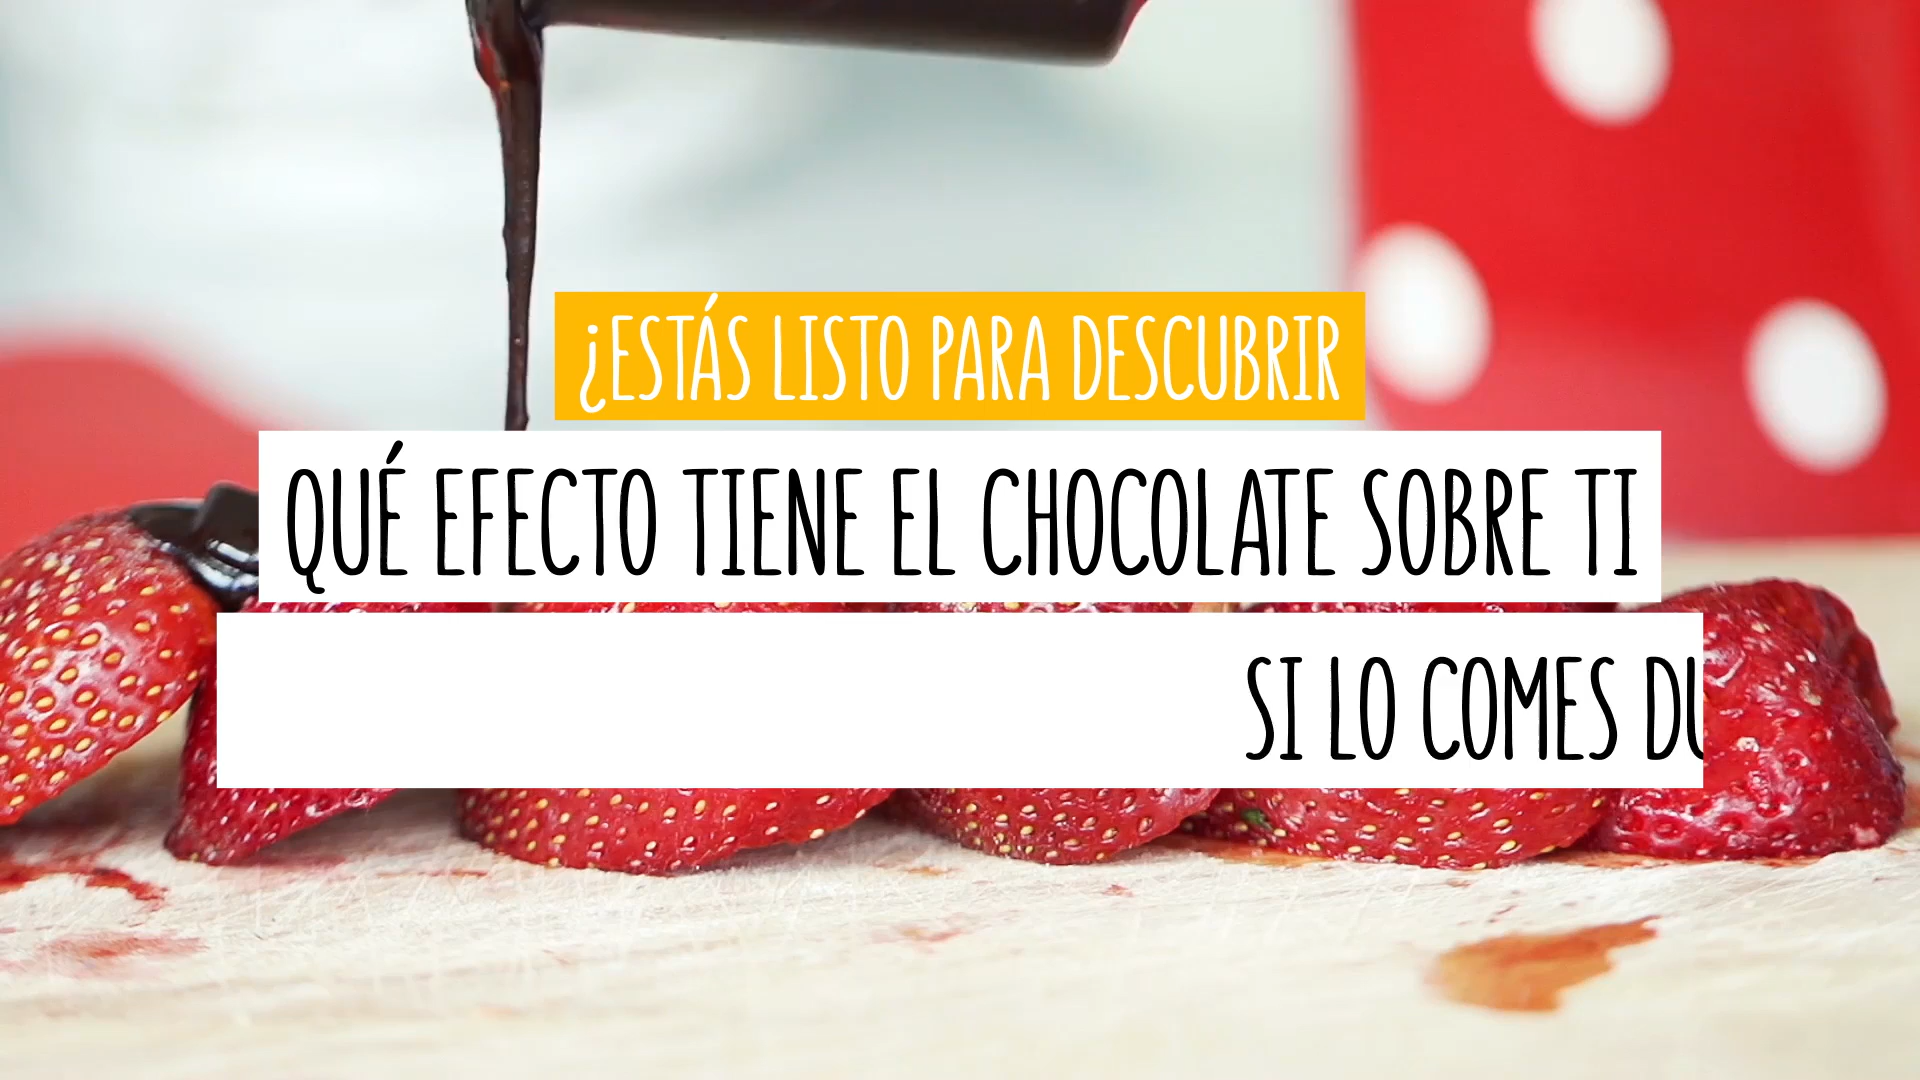 ¿ESTÁS LISTO PARA DESCUBRIR
QUÉ EFECTO TIENE EL CHOCOLATE SOBRE TI
SI LO COMES